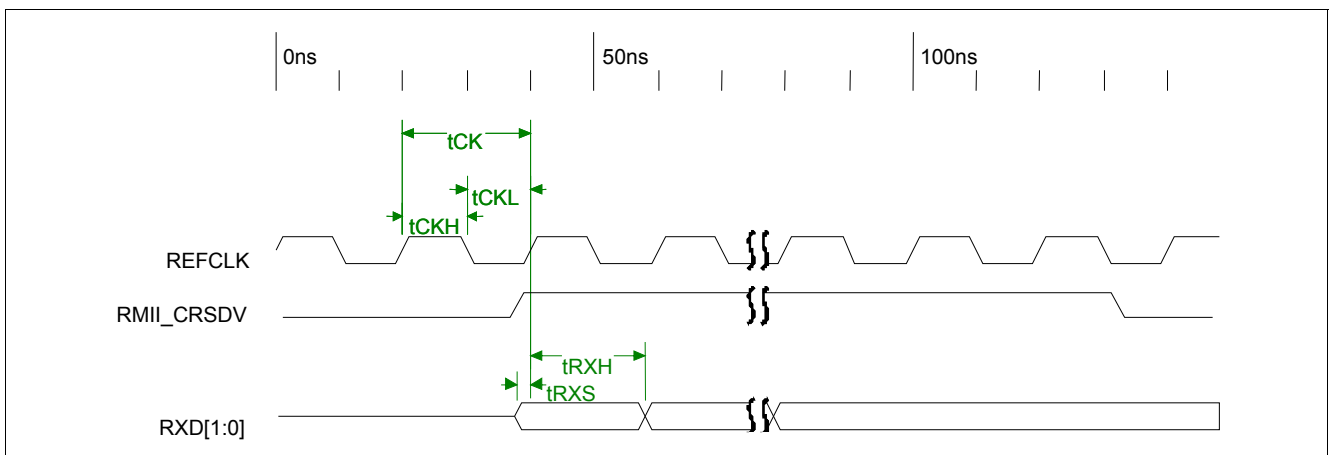 0ns 50ns 100ns
tCK
tCKL
tCKH
REFCLK
RMII_CRSDV
tRXH
tRXS
RXD[1:0]